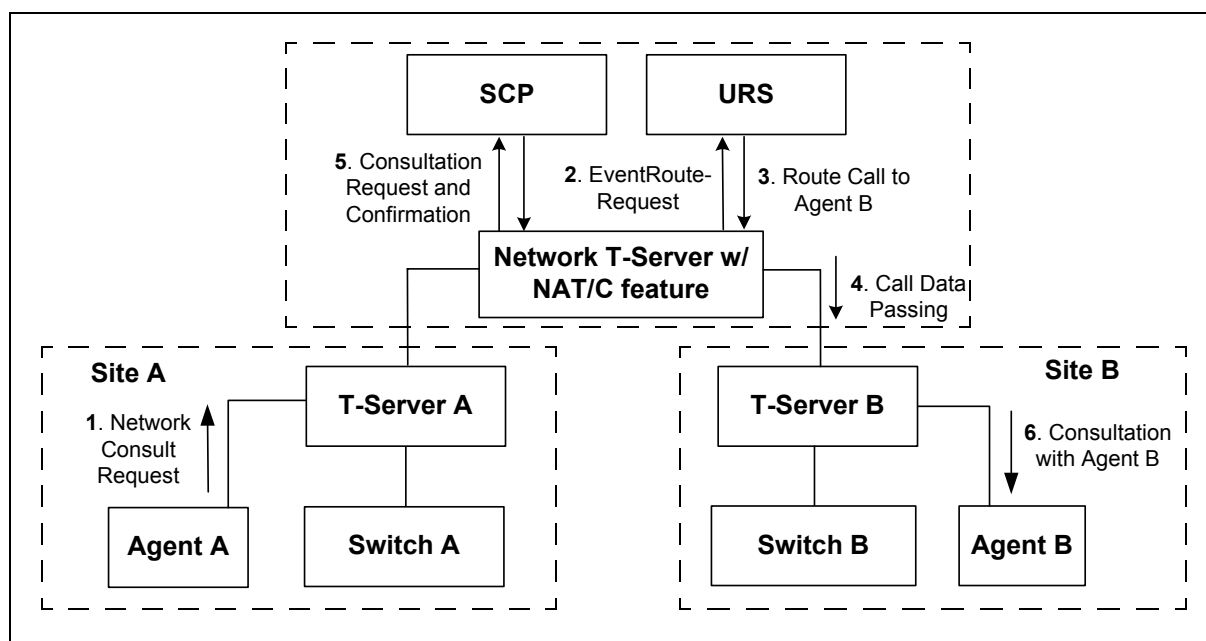 SCP
URS
5. Consultation
Request and
Confirmation
2. EventRoute-
Request
3. Route Call to
Agent B
Network T-Server w/
NAT/C feature
4. Call Data
Passing
Site A
T-Server A
1. Network
Consult
Request
Agent A
Switch A
Site B
T-Server B
6. Consultation
with Agent B
Switch B
Agent B